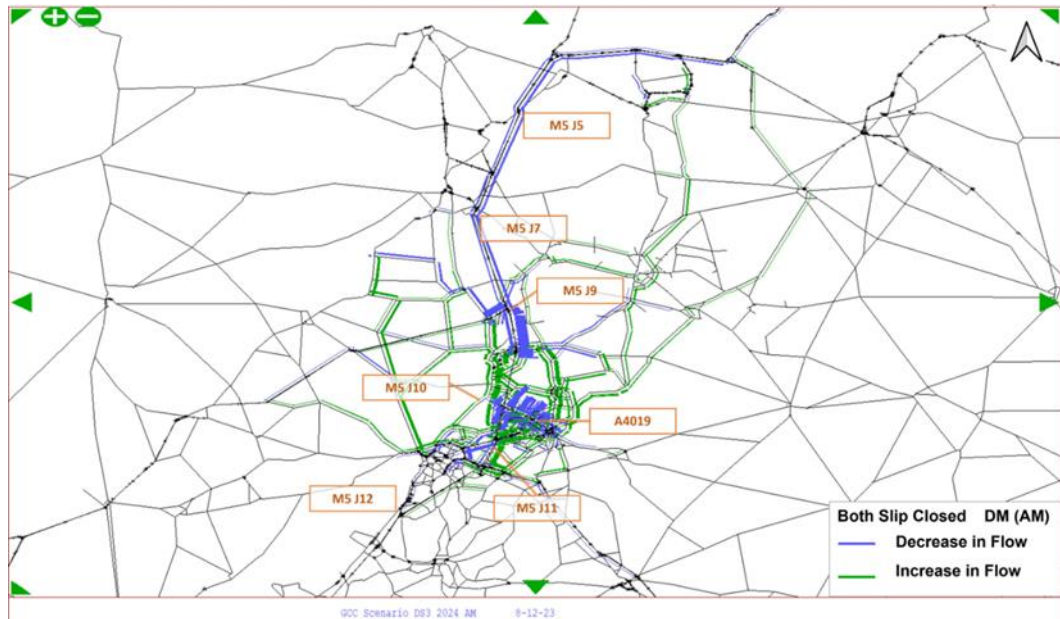 M5 J5
M5 J7
M5 J9
M5 J10
A4019
M5 J12
M5 J11
Both Slip Closed DM (AM)
Decrease in Flow
Increase in Flow
GCC Scenario DS3 2024 AM 8-12-23